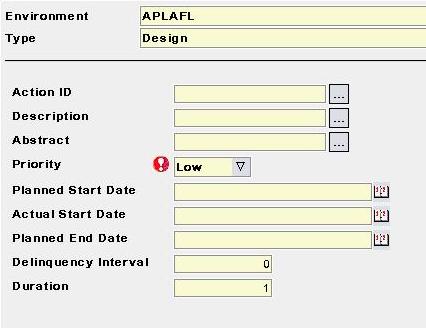 Environment APLAFL
Type Design
Action ID ...
Description ...
Abstract ...
Priority Low
Planned Start Date
Actual Start Date
Planned End Date
Delinquency Interval 0
Duration 1